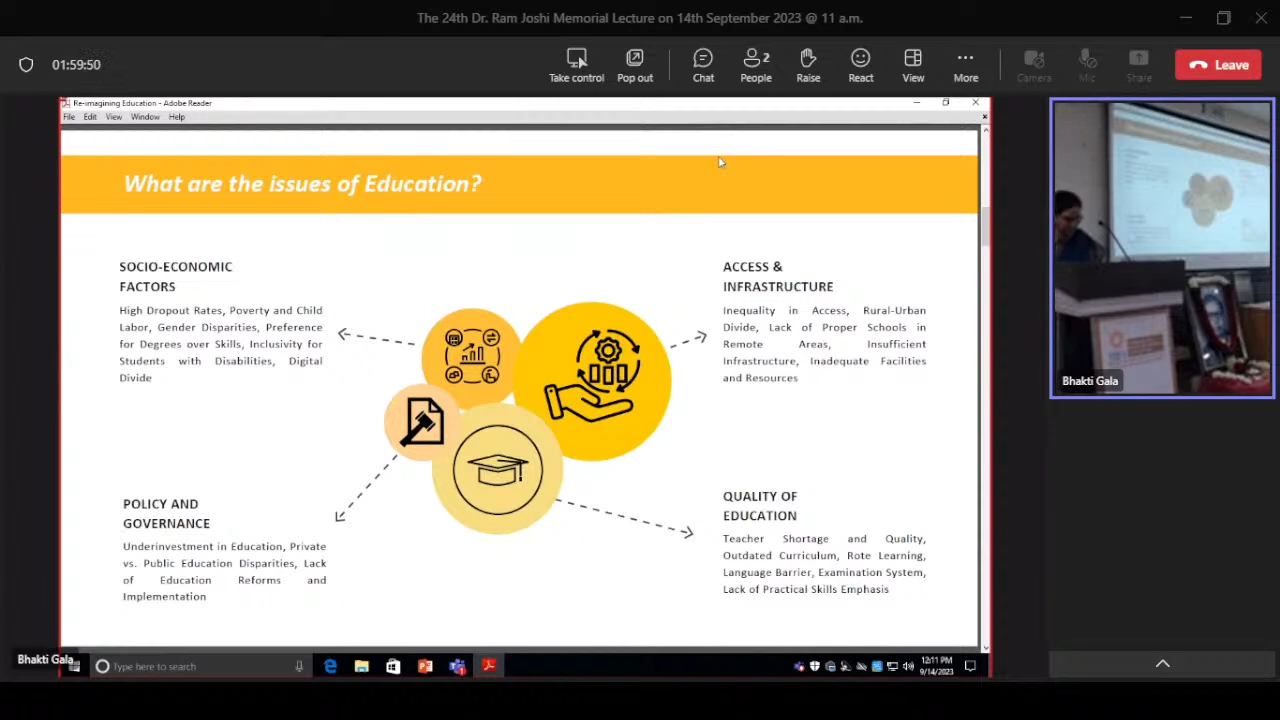 The 24th Dr. Ram Joshi Memorial Lecture on 14th September 2023 @ 11 a.m.
01:59:50
Take control
Pop out
Chat
2
People
Raise
React
View
More
Camera
Mic
Share
Leave
Re-imagining Education - Adobe Reader
File Edit View Window Help
What are the issues of Education?
SOCIO-ECONOMIC
FACTORS
High Dropout Rates, Poverty and Child
Labor, Gender Disparities, Preference
for Degrees over Skills, Inclusivity for
Students with Disabilities, Digital
Divide
ACCESS &
INFRASTRUCTURE
Inequality in Access, Rural-Urban
Divide, Lack of Proper Schools in
Remote Areas, Insufficient
Infrastructure, Inadequate Facilities
and Resources
POLICY AND
GOVERNANCE
Underinvestment in Education, Private
vs. Public Education Disparities, Lack
of Education Reforms and
Implementation
QUALITY OF
EDUCATION
Teacher Shortage and Quality,
Outdated Curriculum, Rote Learning,
Language Barrier, Examination System,
Lack of Practical Skills Emphasis
Bhakti Gala
Bhakti Gala
Type here to search
12:11 PM
9/14/2023